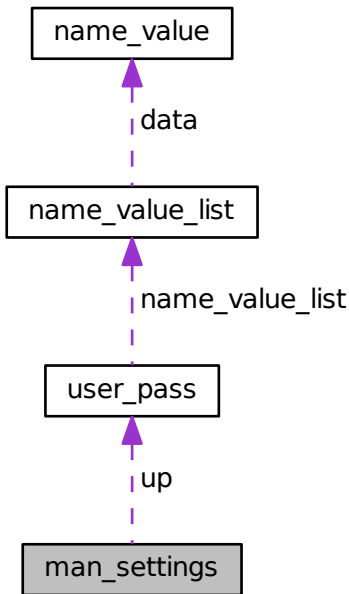 name_value
data
name_value_list
name_value_list
user_pass
up
man_settings